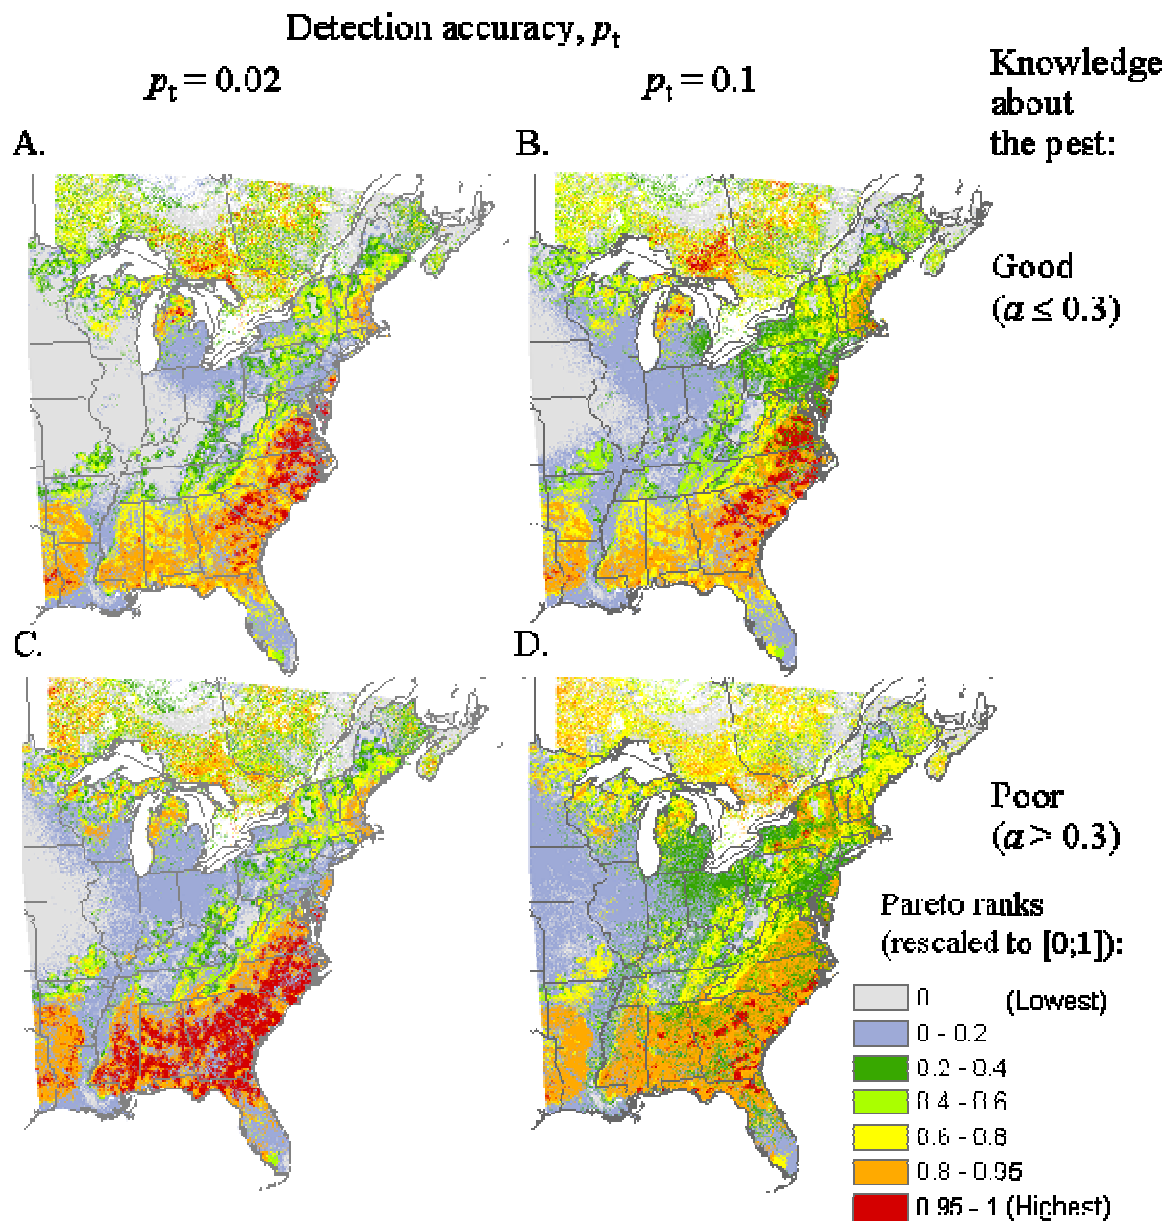 Detection accuracy, pt
pt = 0.02
pt = 0.1
Knowledge
about
the pest:
A.
B.
Good
(a ≤ 0.3)
C.
D.
Poor
(a > 0.3)
Pareto ranks
(rescaled to [0;1]):
0 (Lowest)
0 - 0.2
0.2 - 0.4
0.4 - 0.6
0.6 - 0.8
0.8 - 0.95
0.95 - 1 (Highest)